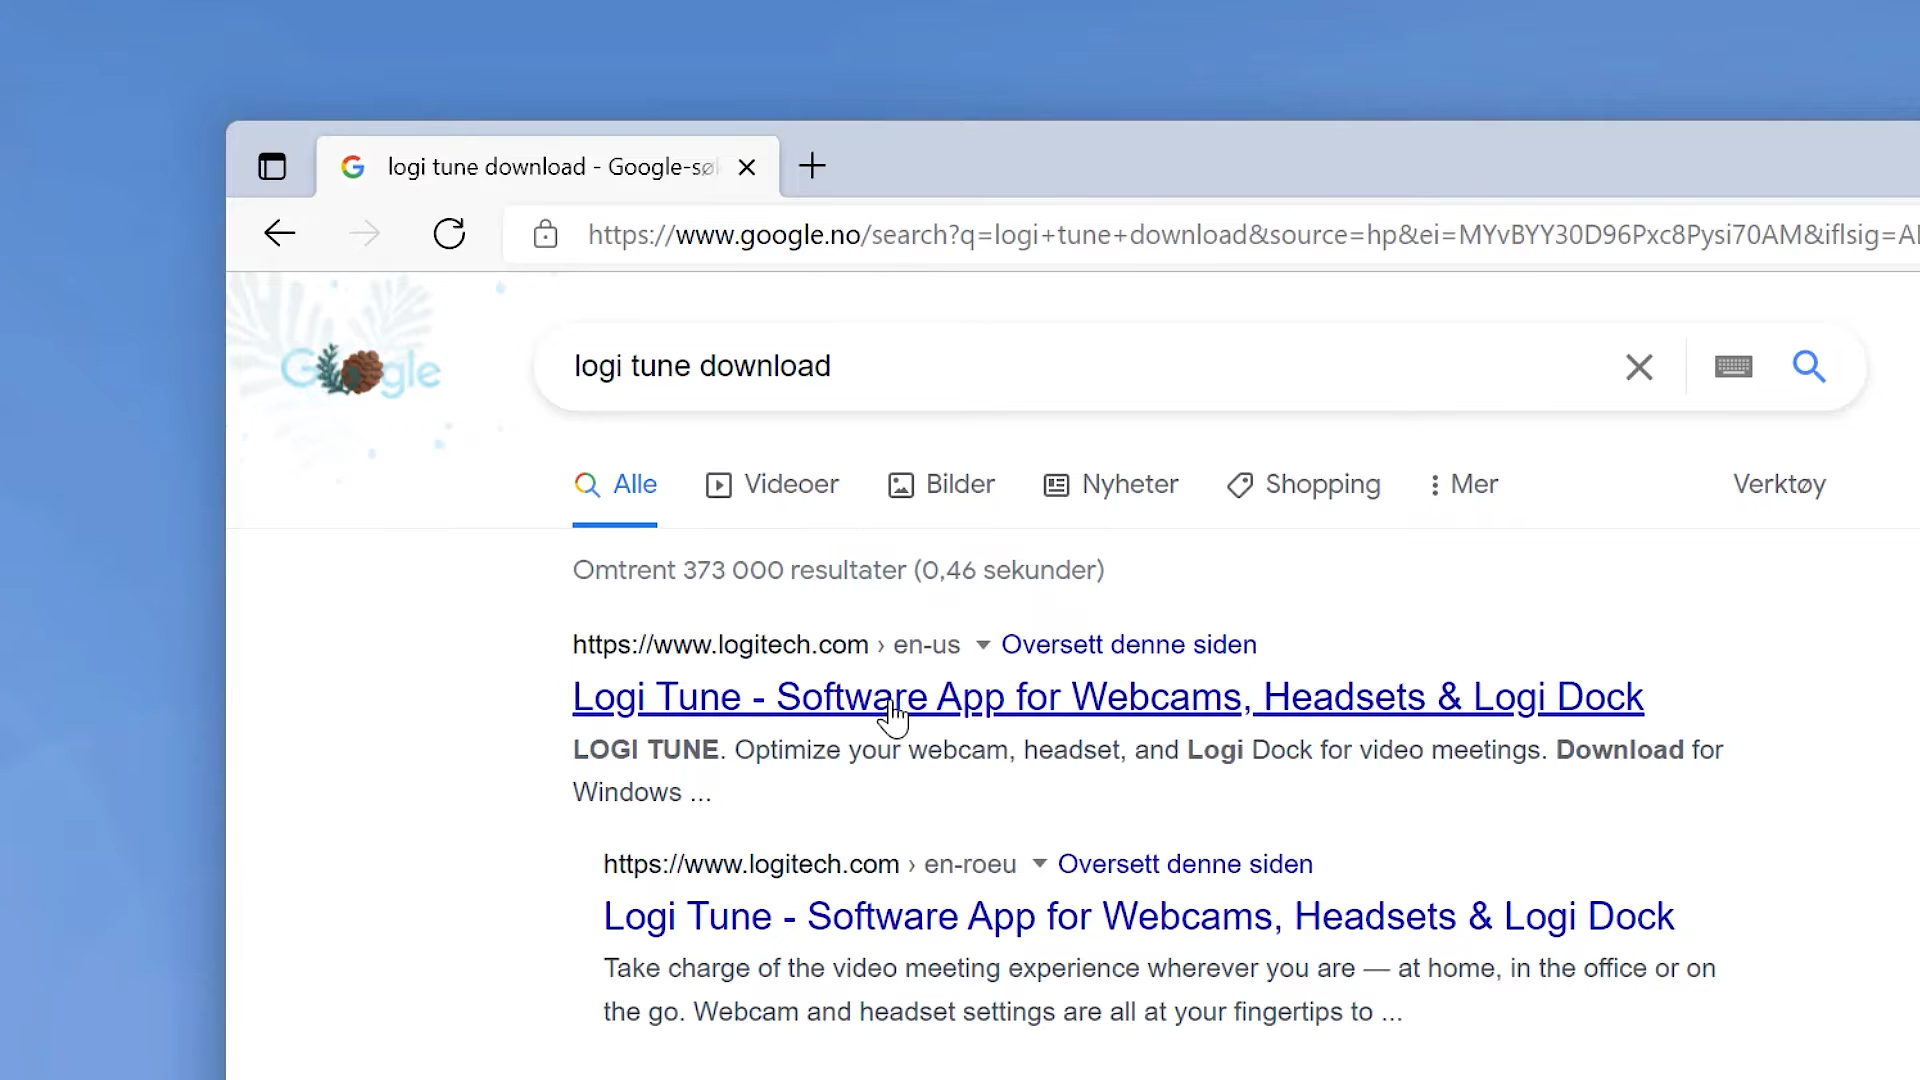 logi tune download - Google-sø
https://www.google.no/search?q=logi+tune+download&source=hp&ei=MYvBYY30D96Pxc8Pysi70AM&iflsig=Al
Google
logi tune download
Alle Videoer Bilder Nyheter Shopping Mer Verktøy
Omtrent 373 000 resultater (0,46 sekunder)
https://www.logitech.com › en-us Oversett denne siden
Logi Tune - Software App for Webcams, Headsets & Logi Dock
LOGI TUNE. Optimize your webcam, headset, and Logi Dock for video meetings. Download for
Windows ...
https://www.logitech.com › en-roeu Oversett denne siden
Logi Tune - Software App for Webcams, Headsets & Logi Dock
Take charge of the video meeting experience wherever you are — at home, in the office or on
the go. Webcam and headset settings are all at your fingertips to ...